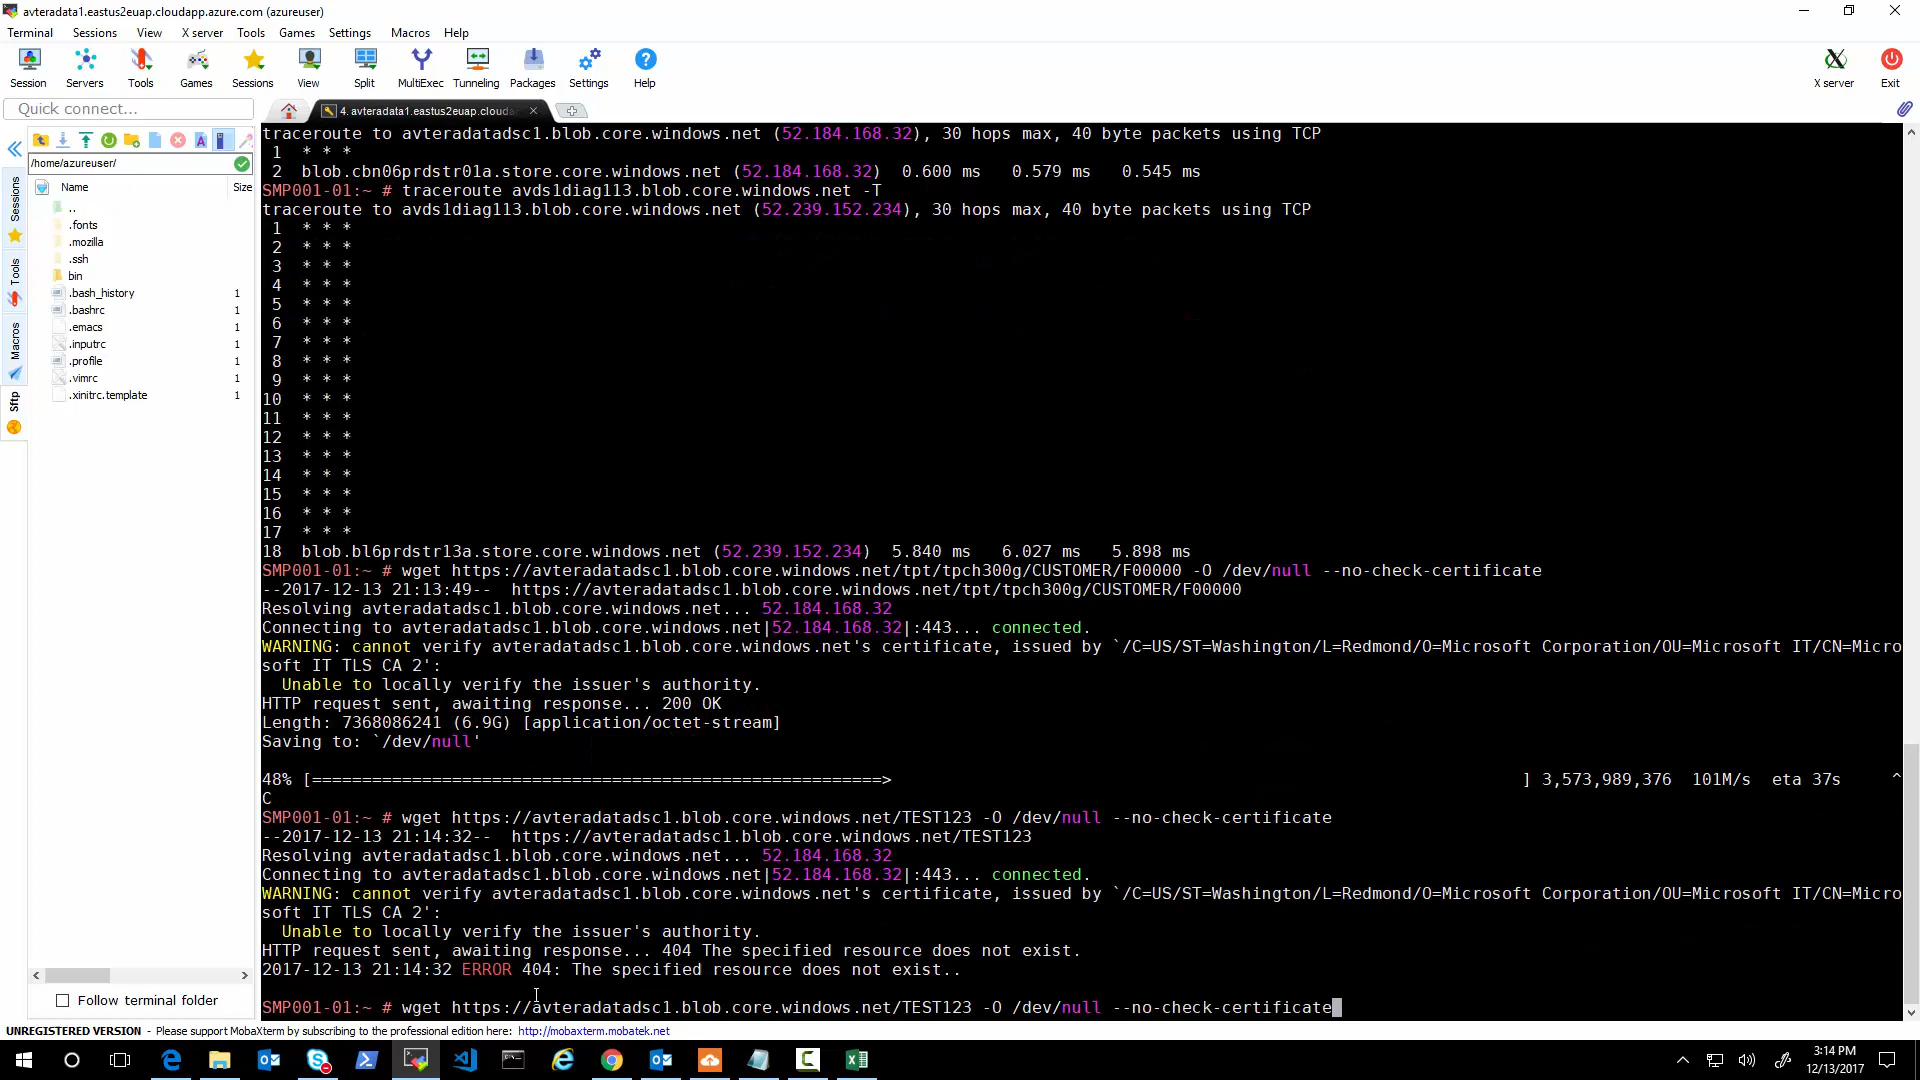 avteradata1.eastus2euap.cloudapp.azure.com (azureuser)
Terminal Sessions View X server Tools Games Settings Macros Help
Session Servers Tools Games Sessions View Split MultiExec Tunneling Packages Settings Help X server Exit
Quick connect...
4. avteradata1.eastus2euap.clouda
/home/azureuser/
Name Size
..
.fonts
.mozilla
.ssh
bin
.bash_history 1
.bashrc 1
.emacs 1
.inputrc 1
.profile 1
.vimrc 1
.xinitrc.template 1
Sessions
Tools
Macros
Sftp
Follow terminal folder
traceroute to avteradatadsc1.blob.core.windows.net (52.184.168.32), 30 hops max, 40 byte packets using TCP
1 * * *
2 blob.cbn06prdstr01a.store.core.windows.net (52.184.168.32) 0.600 ms 0.579 ms 0.545 ms
SMP001-01:~ # traceroute avds1diag113.blob.core.windows.net -T
traceroute to avds1diag113.blob.core.windows.net (52.239.152.234), 30 hops max, 40 byte packets using TCP
1 * * *
2 * * *
3 * * *
4 * * *
5 * * *
6 * * *
7 * * *
8 * * *
9 * * *
10 * * *
11 * * *
12 * * *
13 * * *
14 * * *
15 * * *
16 * * *
17 * * *
18 blob.bl6prdstr13a.store.core.windows.net (52.239.152.234) 5.840 ms 6.027 ms 5.898 ms
SMP001-01:~ # wget https://avteradatadsc1.blob.core.windows.net/tpt/tpch300g/CUSTOMER/F00000 -O /dev/null --no-check-certificate
--2017-12-13 21:13:49-- https://avteradatadsc1.blob.core.windows.net/tpt/tpch300g/CUSTOMER/F00000
Resolving avteradatadsc1.blob.core.windows.net... 52.184.168.32
Connecting to avteradatadsc1.blob.core.windows.net|52.184.168.32|:443... connected.
WARNING: cannot verify avteradatadsc1.blob.core.windows.net's certificate, issued by `/C=US/ST=Washington/L=Redmond/O=Microsoft Corporation/OU=Microsoft IT/CN=Micro
soft IT TLS CA 2':
Unable to locally verify the issuer's authority.
HTTP request sent, awaiting response... 200 OK
Length: 7368086241 (6.9G) [application/octet-stream]
Saving to: `/dev/null'
48% [=========================================================> ] 3,573,989,376 101M/s eta 37s ^
C
SMP001-01:~ # wget https://avteradatadsc1.blob.core.windows.net/TEST123 -O /dev/null --no-check-certificate
--2017-12-13 21:14:32-- https://avteradatadsc1.blob.core.windows.net/TEST123
Resolving avteradatadsc1.blob.core.windows.net... 52.184.168.32
Connecting to avteradatadsc1.blob.core.windows.net|52.184.168.32|:443... connected.
WARNING: cannot verify avteradatadsc1.blob.core.windows.net's certificate, issued by `/C=US/ST=Washington/L=Redmond/O=Microsoft Corporation/OU=Microsoft IT/CN=Micro
soft IT TLS CA 2':
Unable to locally verify the issuer's authority.
HTTP request sent, awaiting response... 404 The specified resource does not exist.
2017-12-13 21:14:32 ERROR 404: The specified resource does not exist..
SMP001-01:~ # wget https://avteradatadsc1.blob.core.windows.net/TEST123 -O /dev/null --no-check-certificate
UNREGISTERED VERSION - Please support MobaXterm by subscribing to the professional edition here: http://mobaxterm.mobatek.net
3:14 PM
12/13/2017